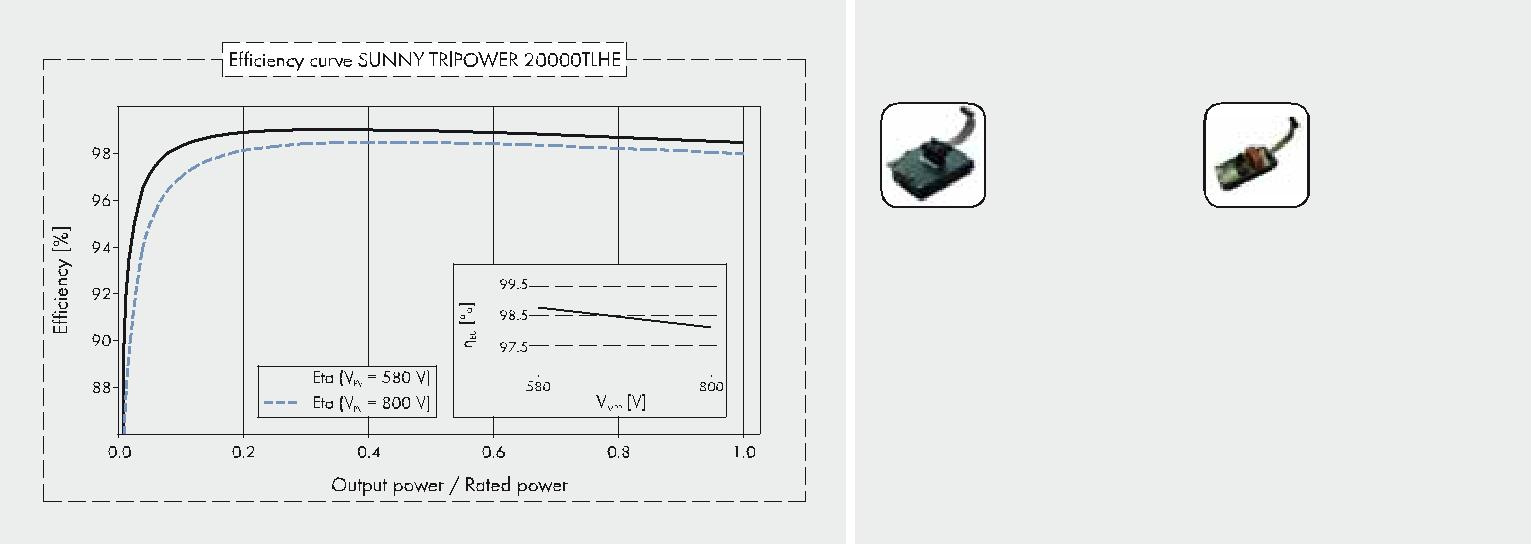 Efficiency curve SUNNY TRIPOWER 20000TLHE
Efficiency [%]
98
96
94
92
90
88
0.0 0.2 0.4 0.6 0.8 1.0
Output power / Rated power
Eta (V = 580 V)
Eta (V = 800 V)
99.5
98.5
97.5
580 800
[V]